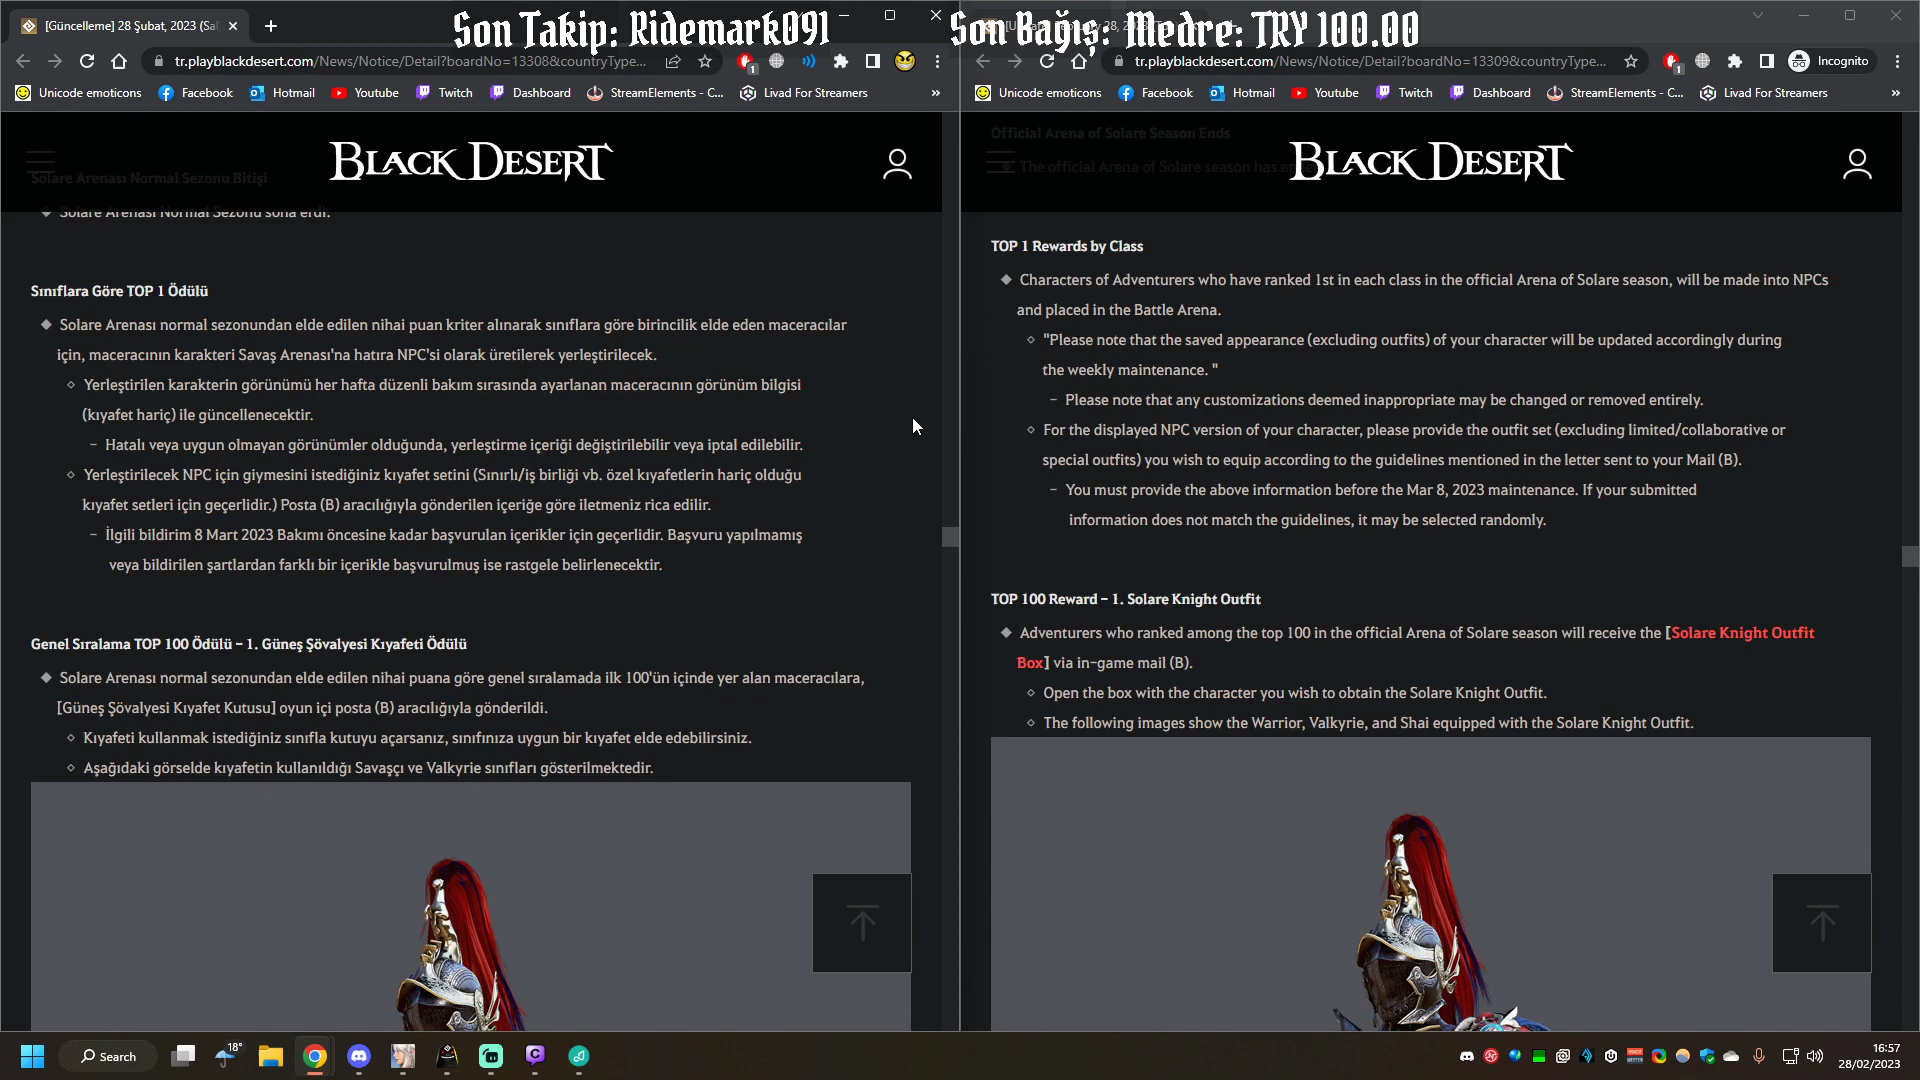 Son Takip: Ridemark091
Son Bağış: Medre: TRY 100.00
[Güncelleme] 28 Şubat, 2023 (Sal
tr.playblackdesert.com/News/Notice/Detail?boardNo=13308&countryType...
Unicode emoticons
Facebook
Hotmail
Youtube
Twitch
Dashboard
StreamElements - C...
Livad For Streamers
»
BLACK DESERT
Solare Arenası Normal Sezonu Bitişi
Solare Arenası Normal Sezonu sona erdi.
Sınıflara Göre TOP 1 Ödülü
Solare Arenası normal sezonundan elde edilen nihai puan kriter alınarak sınıflara göre birincilik elde eden maceracılar
için, maceracının karakteri Savaş Arenası'na hatıra NPC'si olarak üretilerek yerleştirilecek.
Yerleştirilen karakterin görünümü her hafta düzenli bakım sırasında ayarlanan maceracının görünüm bilgisi
(kıyafet hariç) ile güncellenecektir.
– Hatalı veya uygun olmayan görünümler olduğunda, yerleştirme içeriği değiştirilebilir veya iptal edilebilir.
Yerleştirilecek NPC için giymesini istediğiniz kıyafet setini (Sınırlı/iş birliği vb. özel kıyafetlerin hariç olduğu
kıyafet setleri için geçerlidir.) Posta (B) aracılığıyla gönderilen içeriğe göre iletmeniz rica edilir.
– İlgili bildirim 8 Mart 2023 Bakımı öncesine kadar başvurulan içerikler için geçerlidir. Başvuru yapılmamış
veya bildirilen şartlardan farklı bir içerikle başvurulmuş ise rastgele belirlenecektir.
Genel Sıralama TOP 100 Ödülü – 1. Güneş Şövalyesi Kıyafeti Ödülü
Solare Arenası normal sezonundan elde edilen nihai puana göre genel sıralamada ilk 100'ün içinde yer alan maceracılara,
[Güneş Şövalyesi Kıyafet Kutusu] oyun içi posta (B) aracılığıyla gönderildi.
Kıyafeti kullanmak istediğiniz sınıfla kutuyu açarsanız, sınıfınıza uygun bir kıyafet elde edebilirsiniz.
Aşağıdaki görselde kıyafetin kullanıldığı Savaşçı ve Valkyrie sınıfları gösterilmektedir.
tr.playblackdesert.com/News/Notice/Detail?boardNo=13309&countryType...
Incognito
Unicode emoticons
Facebook
Hotmail
Youtube
Twitch
Dashboard
StreamElements - C...
Livad For Streamers
»
Official Arena of Solare Season Ends
The official Arena of Solare season has en
BLACK DESERT
TOP 1 Rewards by Class
Characters of Adventurers who have ranked 1st in each class in the official Arena of Solare season, will be made into NPCs
and placed in the Battle Arena.
"Please note that the saved appearance (excluding outfits) of your character will be updated accordingly during
the weekly maintenance. "
– Please note that any customizations deemed inappropriate may be changed or removed entirely.
For the displayed NPC version of your character, please provide the outfit set (excluding limited/collaborative or
special outfits) you wish to equip according to the guidelines mentioned in the letter sent to your Mail (B).
– You must provide the above information before the Mar 8, 2023 maintenance. If your submitted
information does not match the guidelines, it may be selected randomly.
TOP 100 Reward – 1. Solare Knight Outfit
Adventurers who ranked among the top 100 in the official Arena of Solare season will receive the [Solare Knight Outfit
Box] via in-game mail (B).
Open the box with the character you wish to obtain the Solare Knight Outfit.
The following images show the Warrior, Valkyrie, and Shai equipped with the Solare Knight Outfit.
Search
18°
16:57
28/02/2023